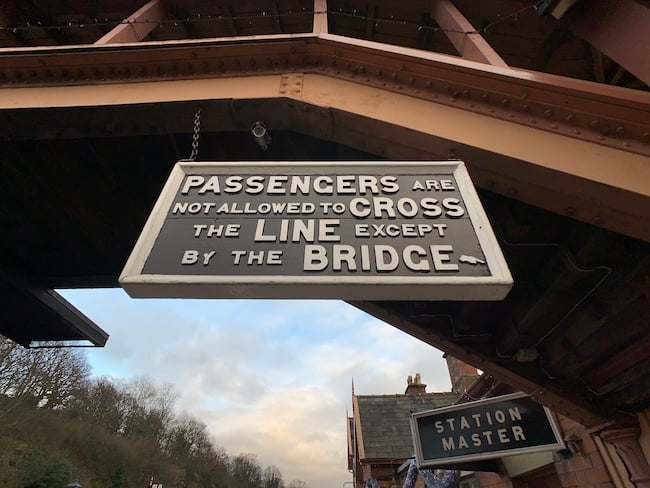 PASSENGERS ARE
NOT ALLOWED TO CROSS
THE LINE EXCEPT
BY THE BRIDGE
STATION
MASTER